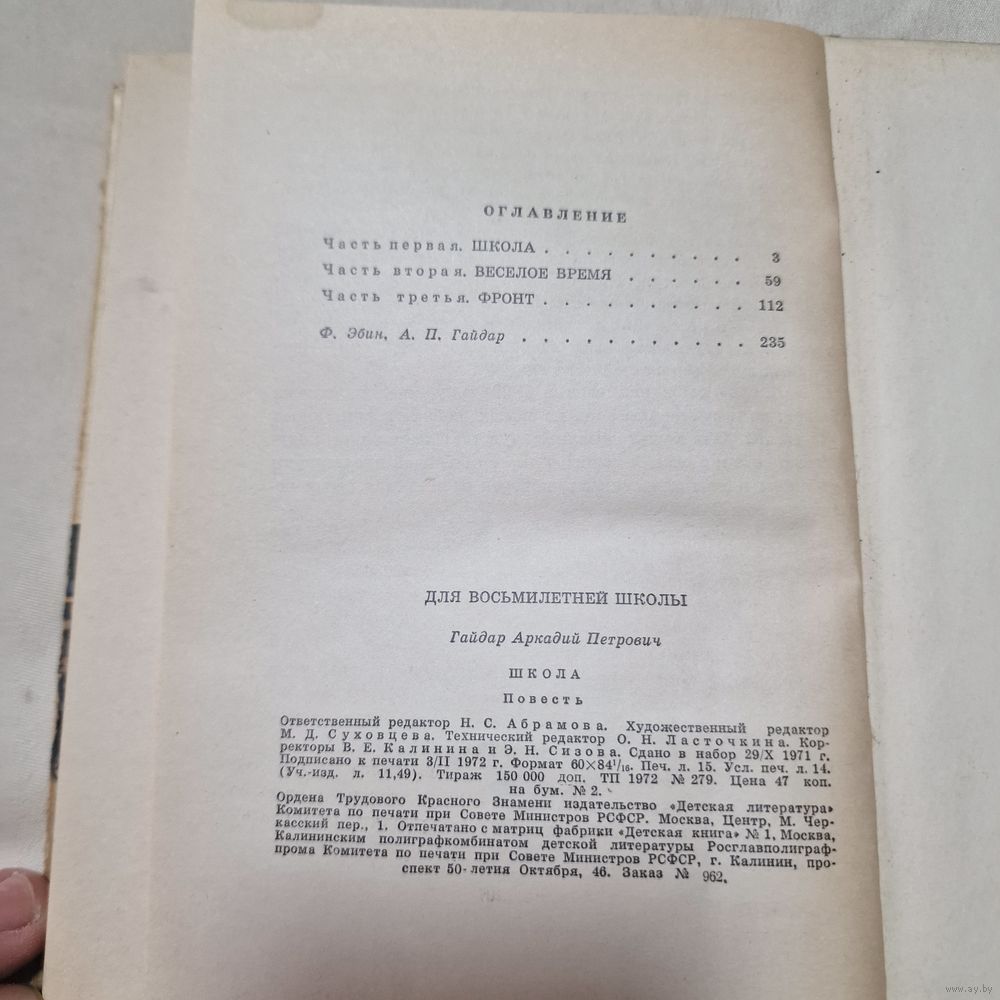 ОГЛАВЛЕНИЕ
Часть первая. ШКОЛА . . . . . . . . . . 3
Часть вторая. ВЕСЕЛОЕ ВРЕМЯ . . . . . . 59
Часть третья. ФРОНТ . . . . . . . . . . 112
Ф. Эбин, А. П. Гайдар . . . . . . . . . . . 235
ДЛЯ ВОСЬМИЛЕТНЕЙ ШКОЛЫ
Гайдар Аркадий Петрович
ШКОЛА
Повесть
Ответственный редактор Н. С. Абрамова. Художественный редактор
М. Д. Суховцева. Технический редактор О. Н. Ласточкина. Кор-
ректоры В. Е. Калинина и Э. Н. Сизова. Сдано в набор 29/X 1971 г.
Подписано к печати 3/II 1972 г. Формат 60×84¹/₁₆. Печ. л. 15. Усл. печ. л. 14.
(Уч.-изд. л. 11,49). Тираж 150 000 доп. ТП 1972 № 279. Цена 47 коп.
на бум. № 2.
Ордена Трудового Красного Знамени издательство «Детская литература»
Комитета по печати при Совете Министров РСФСР. Москва, Центр, М. Чер-
касский пер., 1. Отпечатано с матриц фабрики «Детская книга» № 1, Москва,
Калининским полиграфкомбинатом детской литературы Росглавполиграф-
прома Комитета по печати при Совете Министров РСФСР, г. Калинин, про-
спект 50-летия Октября, 46. Заказ № 962.
www.ay.by